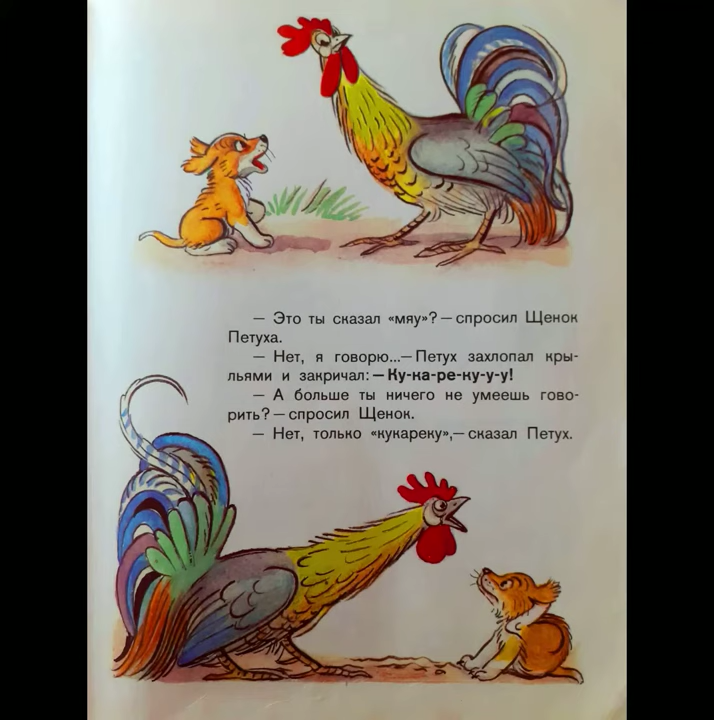 — Это ты сказал «мяу»? — спросил Щенок
Петуха.
— Нет, я говорю...— Петух захлопал кры-
льями и закричал: — Ку-ка-ре-ку-у-у!
— А больше ты ничего не умеешь гово-
рить? — спросил Щенок.
— Нет, только «кукареку»,— сказал Петух.